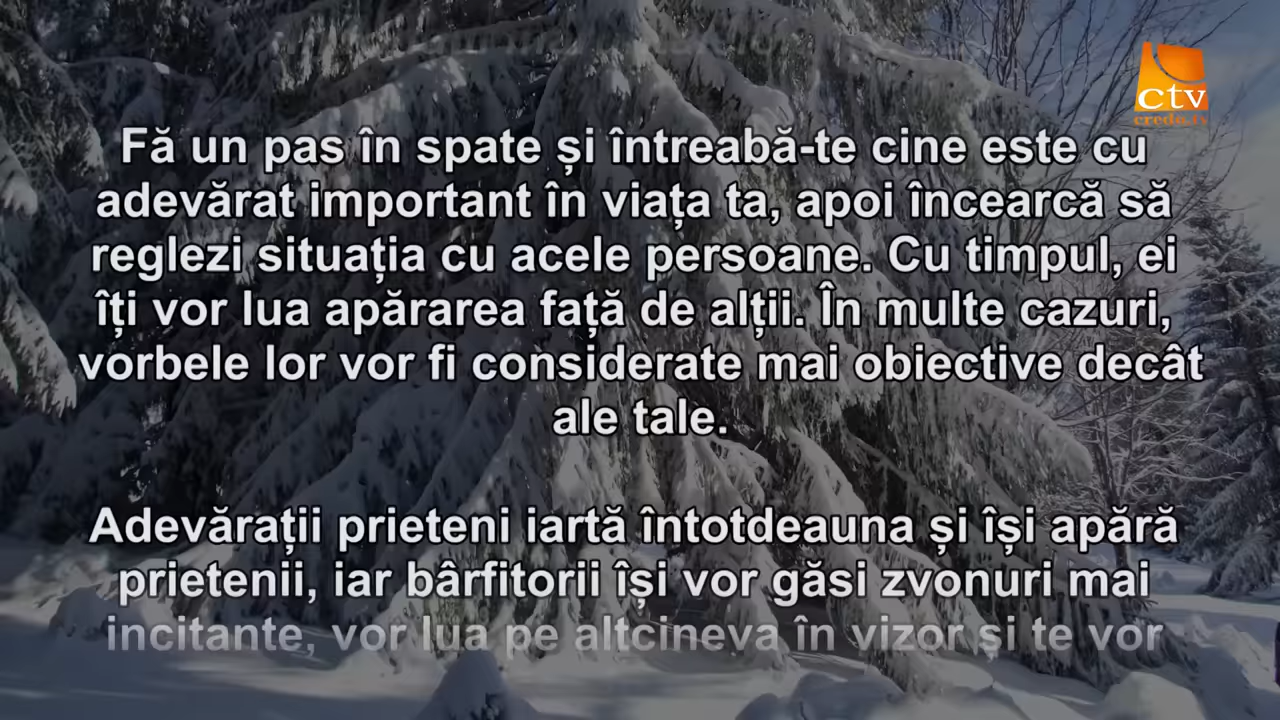 ctv
credo.tv
Fă un pas în spate și întreabă-te cine este cu
adevărat important în viața ta, apoi încearcă să
reglezi situația cu acele persoane. Cu timpul, ei
îți vor lua apărarea față de alții. În multe cazuri,
vorbele lor vor fi considerate mai obiective decât
ale tale.
Adevărații prieteni iartă întotdeauna și își apără
prietenii, iar bârfitorii își vor găsi zvonuri mai
incitante, vor lua pe altcineva în vizor și te vor